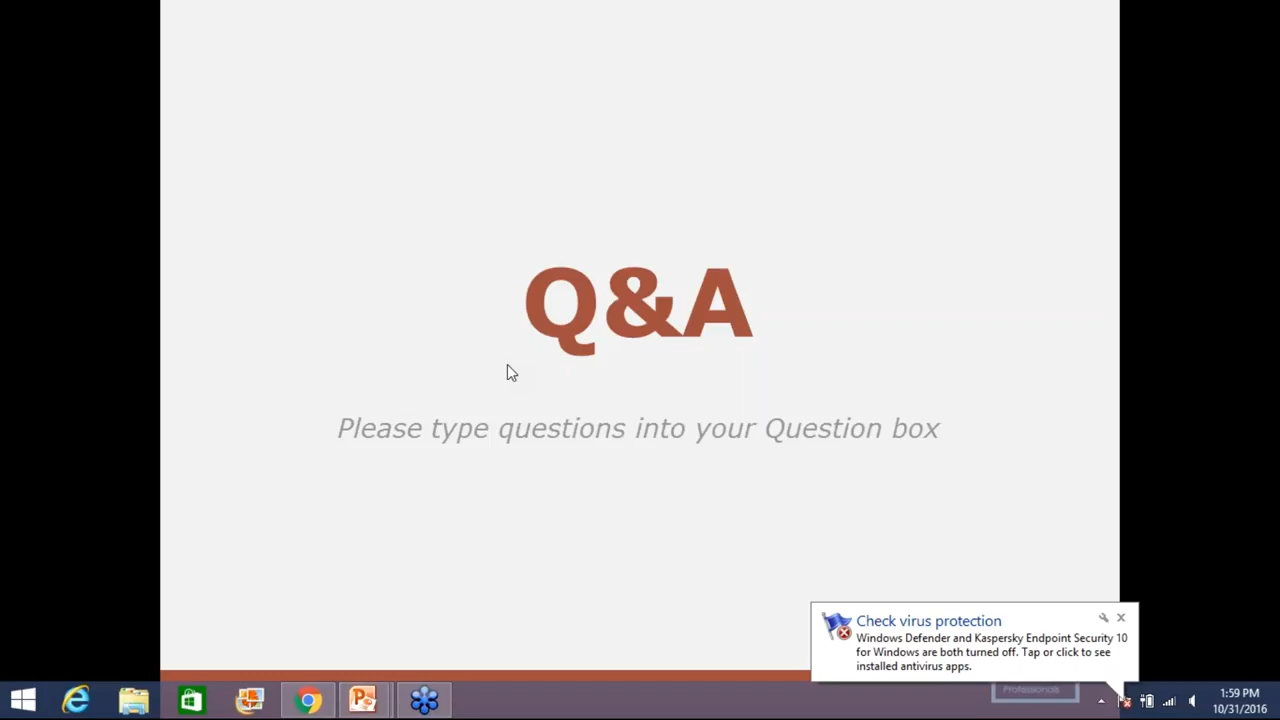 Q&A
Please type questions into your Question box
Check virus protection
Windows Defender and Kaspersky Endpoint Security 10
for Windows are both turned off. Tap or click to see
installed antivirus apps.
Professionals
1:59 PM
10/31/2016